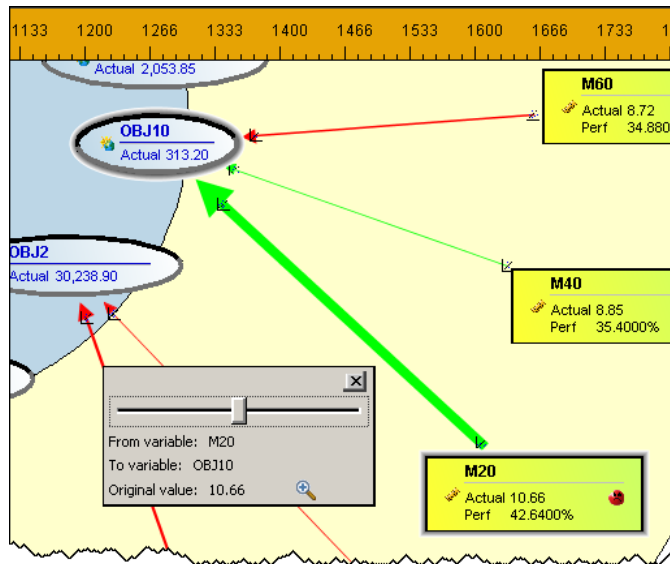 1133 1200 1266 1333 1400 1466 1533 1600 1666 1733
Actual 2,053.85
OBJ10
Actual 313.20
M60
Actual 8.72
Perf 34.880
OBJ2
Actual 30,238.90
M40
Actual 8.85
Perf 35.4000%
From variable: M20
To variable: OBJ10
Original value: 10.66
M20
Actual 10.66
Perf 42.6400%